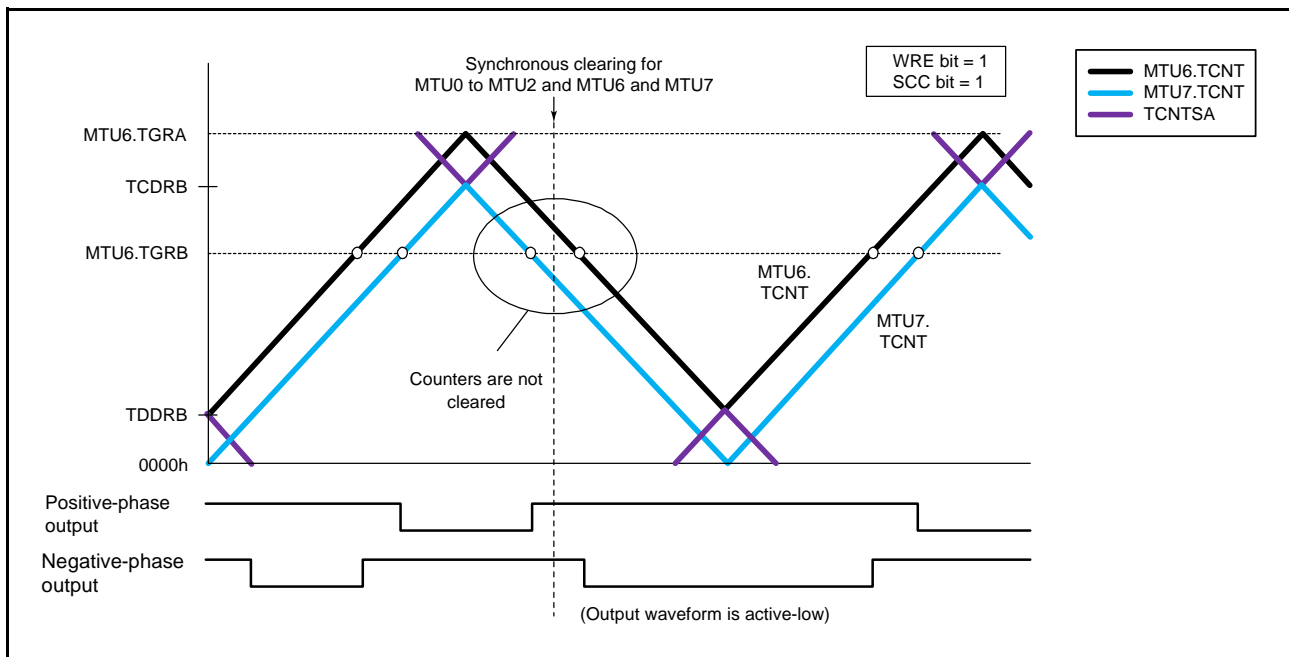 Synchronous clearing for
MTU0 to MTU2 and MTU6 and MTU7
WRE bit = 1
SCC bit = 1
MTU6.TCNT
MTU7.TCNT
TCNTSA
MTU6.TGRA
TCDRB
MTU6.TGRB
MTU6.
TCNT
MTU7.
TCNT
Counters are not
cleared
TDDRB
0000h
Positive-phase
output
Negative-phase
output
(Output waveform is active-low)